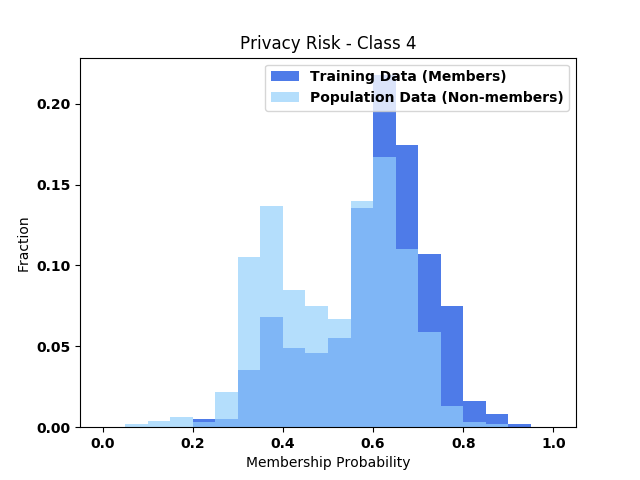 Privacy Risk - Class 4
Training Data (Members)
Population Data (Non-members)
0.20
0.15
0.10
0.05
0.00
Fraction
0.0 0.2 0.4 0.6 0.8 1.0
Membership Probability